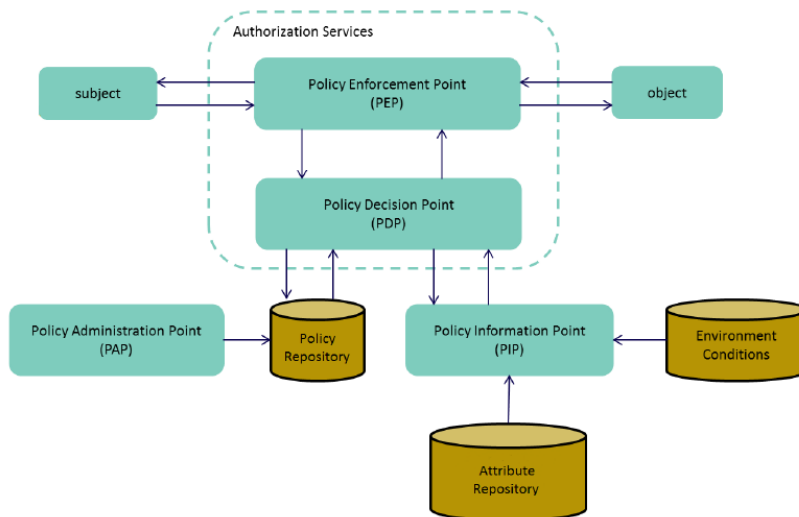 Authorization Services
subject
Policy Enforcement Point
(PEP)
object
Policy Decision Point
(PDP)
Policy Administration Point
(PAP)
Policy
Repository
Policy Information Point
(PIP)
Environment
Conditions
Attribute
Repository